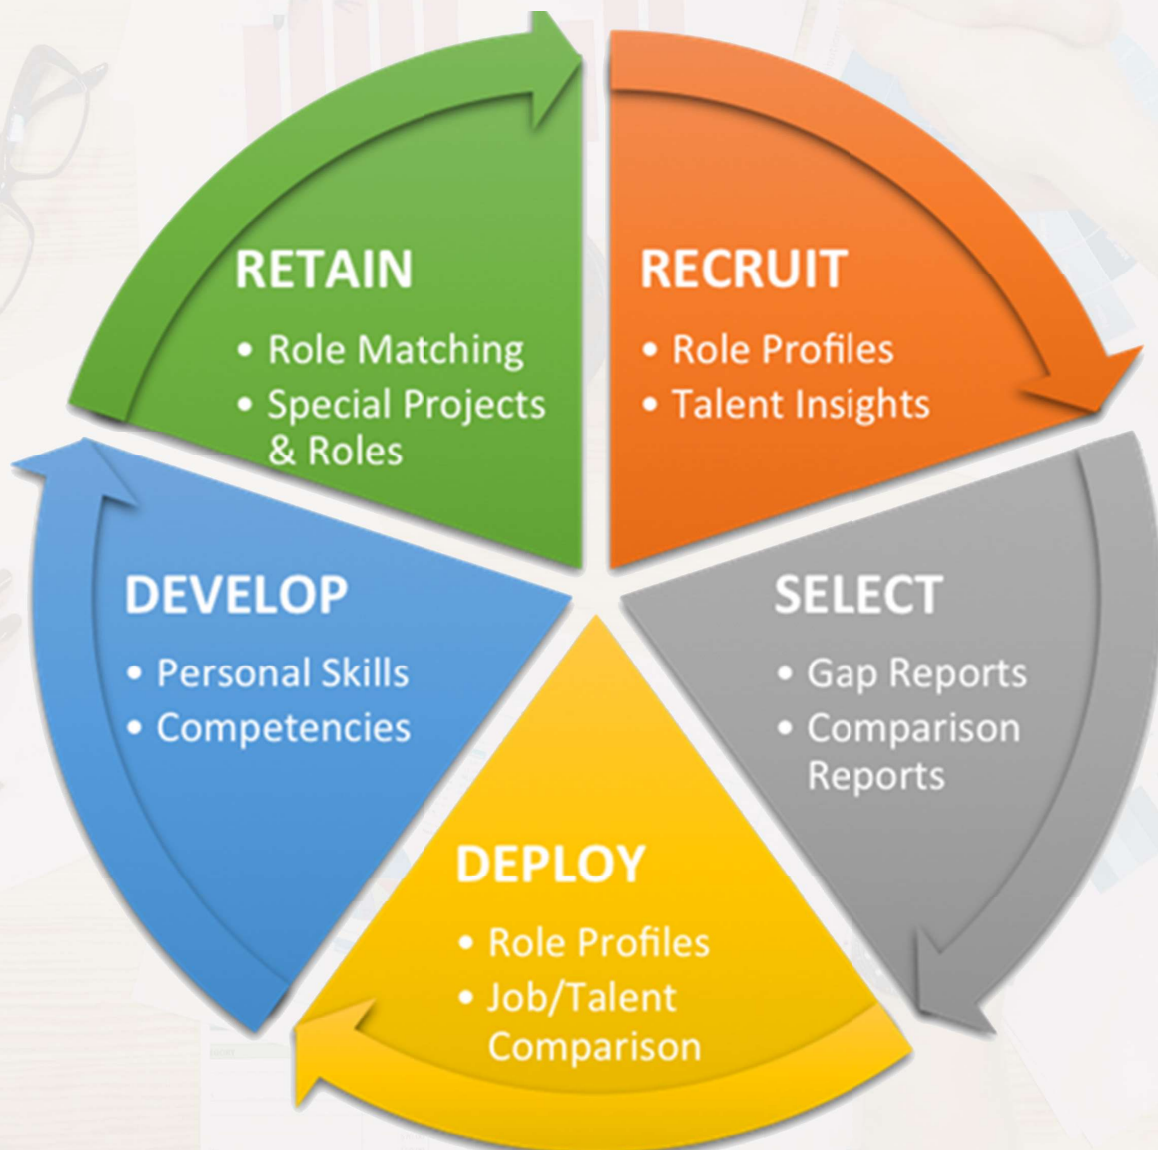 RETAIN
• Role Matching
• Special Projects
& Roles
RECRUIT
• Role Profiles
• Talent Insights
SELECT
• Gap Reports
• Comparison
Reports
DEPLOY
• Role Profiles
• Job/Talent
Comparison
DEVELOP
• Personal Skills
• Competencies